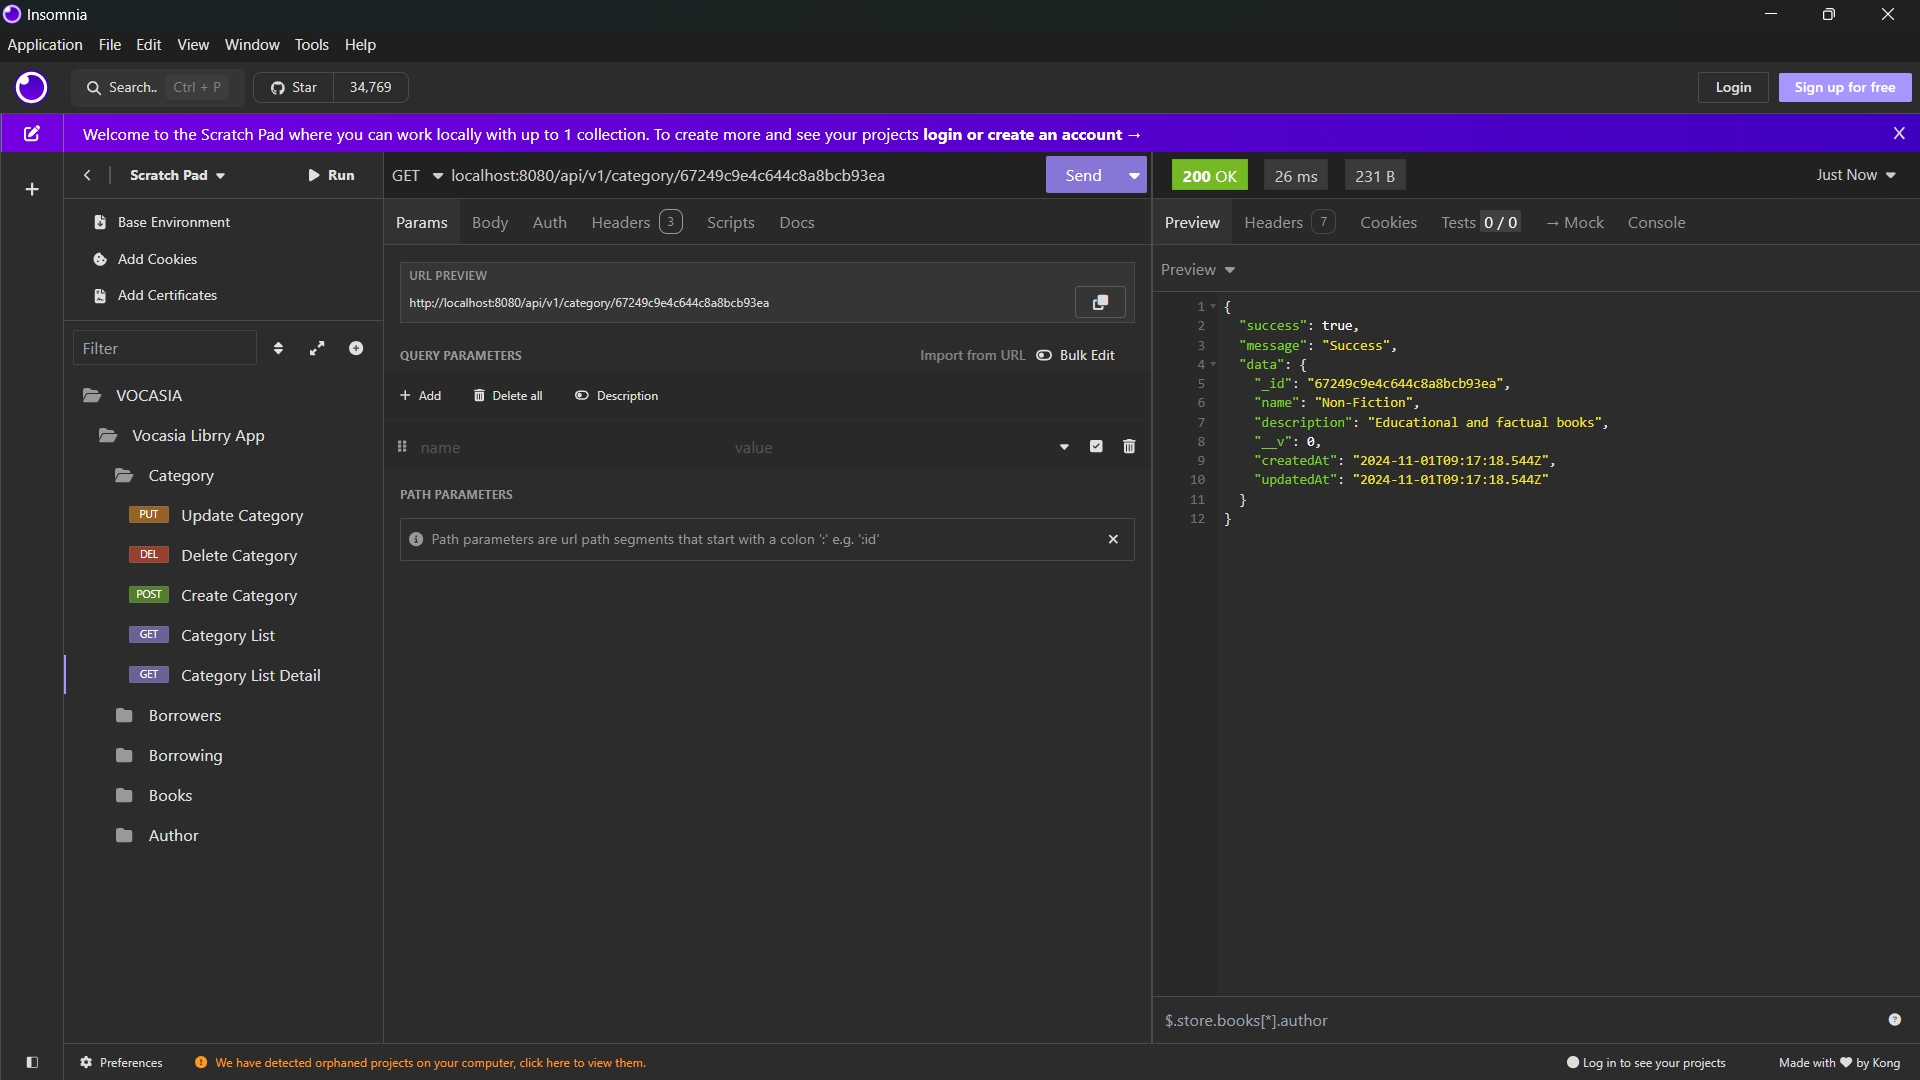 Insomnia
Application File Edit View Window Tools Help
Search.. Ctrl + P Star 34,769 Login Sign up for free
Welcome to the Scratch Pad where you can work locally with up to 1 collection. To create more and see your projects login or create an account → X
Scratch Pad Run
Base Environment
Add Cookies
Add Certificates
Filter
VOCASIA
Vocasia Librry App
Category
PUT Update Category
DEL Delete Category
POST Create Category
GET Category List
GET Category List Detail
Borrowers
Borrowing
Books
Author
GET localhost:8080/api/v1/category/67249c9e4c644c8a8bcb93ea Send
Params Body Auth Headers 3 Scripts Docs
URL PREVIEW
http://localhost:8080/api/v1/category/67249c9e4c644c8a8bcb93ea
QUERY PARAMETERS Import from URL Bulk Edit
+ Add Delete all Description
name value
PATH PARAMETERS
Path parameters are url path segments that start with a colon ':' e.g. ':id'
200 OK 26 ms 231 B Just Now
Preview Headers 7 Cookies Tests 0 / 0 → Mock Console
Preview
1 {
2 "success": true,
3 "message": "Success",
4 "data": {
5 "_id": "67249c9e4c644c8a8bcb93ea",
6 "name": "Non-Fiction",
7 "description": "Educational and factual books",
8 "__v": 0,
9 "createdAt": "2024-11-01T09:17:18.544Z",
10 "updatedAt": "2024-11-01T09:17:18.544Z"
11 }
12 }
$.store.books[*].author
Preferences We have detected orphaned projects on your computer, click here to view them. Log in to see your projects Made with ♥ by Kong